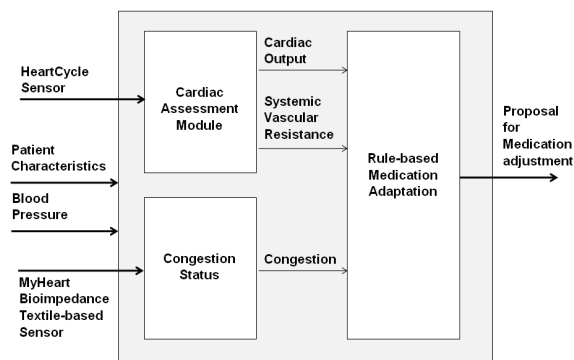 HeartCycle
Sensor
Patient
Characteristics
Blood
Pressure
MyHeart
Bioimpedance
Textile-based
Sensor
Cardiac
Assessment
Module
Congestion
Status
Cardiac
Output
Systemic
Vascular
Resistance
Congestion
Rule-based
Medication
Adaptation
Proposal
for
Medication
adjustment